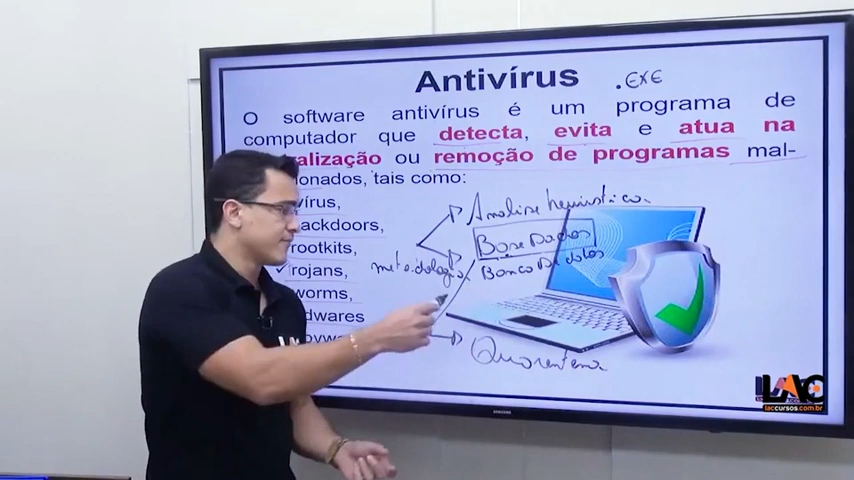 Antivírus .EXE
O software antivírus é um programa de
computador que detecta, evita e atua na
ralização ou remoção de programas mal-
ionados, tais como:
vírus,
ackdoors,
rootkits,
rojans,
worms,
dwares
Analise heurística
Base Dados
Banco De dados
metodologia
Quarentena
LAC
laccursos.com.br
SAMSUNG